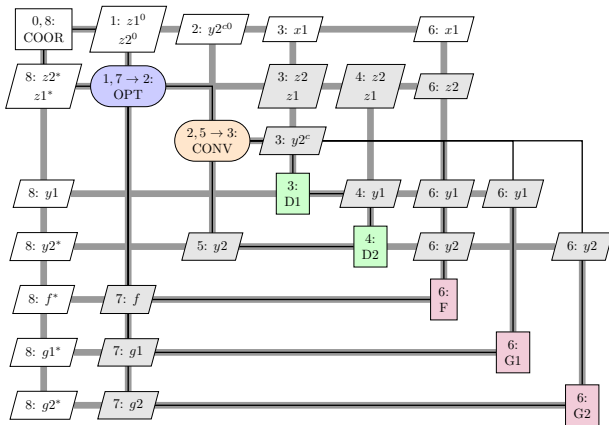 0, 8:
COOR
1: z1⁰
z2⁰
2: y2ᶜ⁰
3: x1
6: x1
8: z2*
z1*
1, 7 → 2:
OPT
3: z2
z1
4: z2
z1
6: z2
2, 5 → 3:
CONV
3: y2ᶜ
8: y1
3:
D1
4: y1
6: y1
6: y1
8: y2*
5: y2
4:
D2
6: y2
6: y2
8: f*
7: f
6:
F
8: g1*
7: g1
6:
G1
8: g2*
7: g2
6:
G2